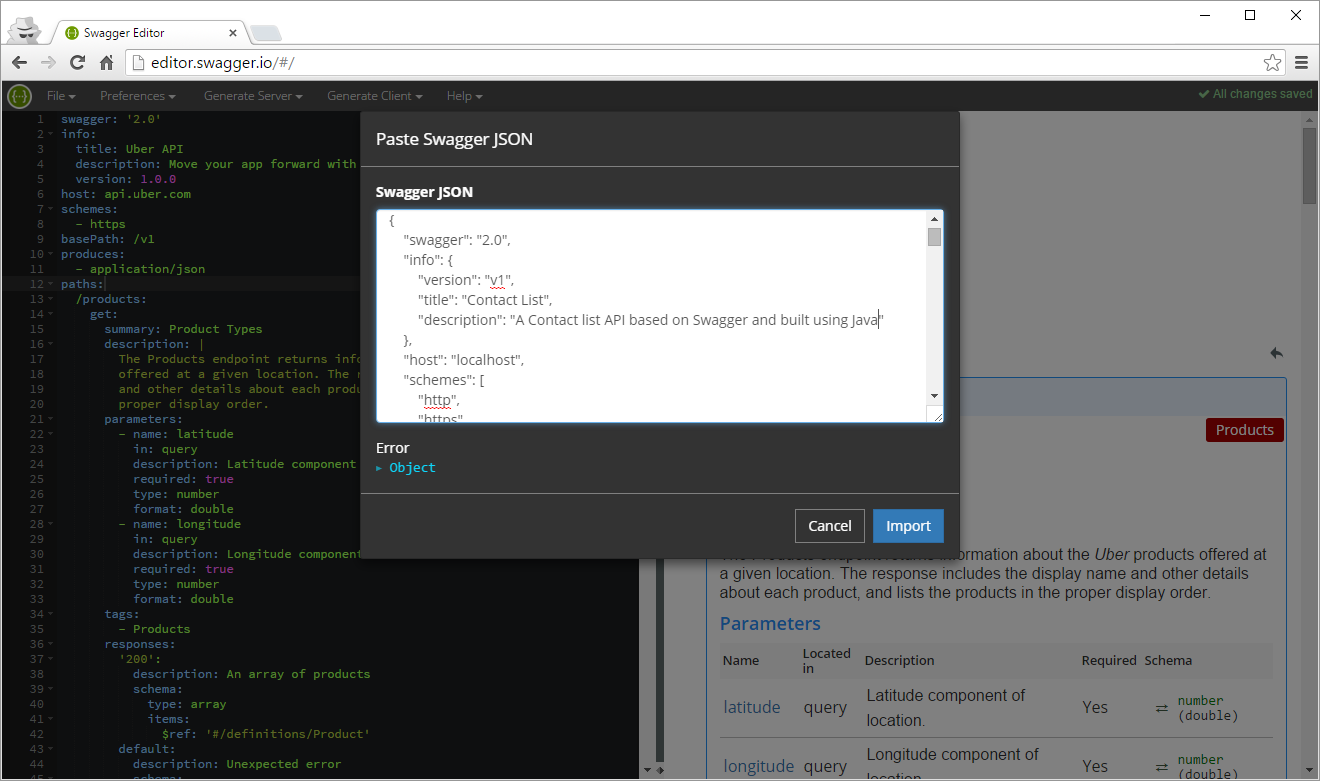 Swagger Editor
editor.swagger.io/#/
File
Preferences
Generate Server
Generate Client
Help
All changes saved
1 swagger: '2.0'
2 info:
3 title: Uber API
4 description: Move your app forward with
5 version: 1.0.0
6 host: api.uber.com
7 schemes:
8 - https
9 basePath: /v1
10 produces:
11 - application/json
12 paths:
13 /products:
14 get:
15 summary: Product Types
16 description: |
17 The Products endpoint returns info
18 offered at a given location. The r
19 and other details about each produ
20 proper display order.
21 parameters:
22 - name: latitude
23 in: query
24 description: Latitude component
25 required: true
26 type: number
27 format: double
28 - name: longitude
29 in: query
30 description: Longitude component
31 required: true
32 type: number
33 format: double
34 tags:
35 - Products
36 responses:
37 '200':
38 description: An array of products
39 schema:
40 type: array
41 items:
42 $ref: '#/definitions/Product'
43 default:
44 description: Unexpected error
Paste Swagger JSON
Swagger JSON
{
"swagger": "2.0",
"info": {
"version": "v1",
"title": "Contact List",
"description": "A Contact list API based on Swagger and built using Java"
},
"host": "localhost",
"schemes": [
"http",
"https"
Error
Object
Cancel
Import
Products
information about the Uber products offered at
a given location. The response includes the display name and other details
about each product, and lists the products in the proper display order.
Parameters
Name Located in Description Required Schema
latitude query Latitude component of location. Yes number (double)
longitude query Longitude component of location. Yes number (double)